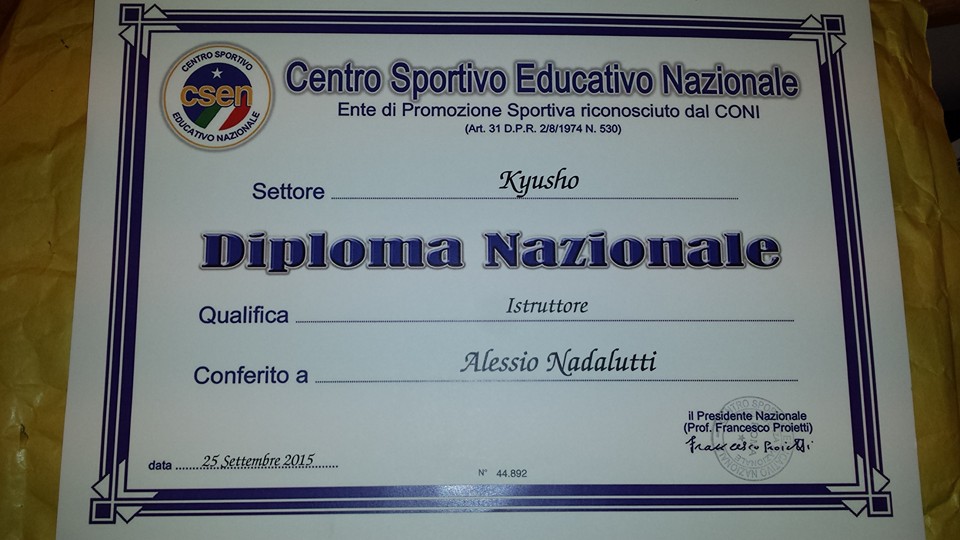 CENTRO SPORTIVO
csen
EDUCATIVO NAZIONALE
Centro Sportivo Educativo Nazionale
Ente di Promozione Sportiva riconosciuto dal CONI
(Art. 31 D.P.R. 2/8/1974 N. 530)
Settore Kyusho
Diploma Nazionale
Qualifica Istruttore
Conferito a Alessio Nadalutti
il Presidente Nazionale
(Prof. Francesco Proietti)
Francesco Proietti
data 25 Settembre 2015
N° 44.892